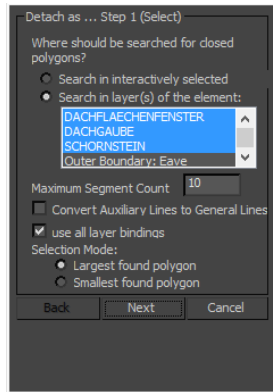 Detach as ... Step 1 (Select)
Where should be searched for closed
polygons?
Search in interactively selected
Search in layer(s) of the element:
DACHFLAECHENFENSTER
DACHGAUBE
SCHORNSTEIN
Outer Boundary: Eave
Maximum Segment Count 10
Convert Auxiliary Lines to General Lines
use all layer bindings
Selection Mode:
Largest found polygon
Smallest found polygon
Back Next Cancel